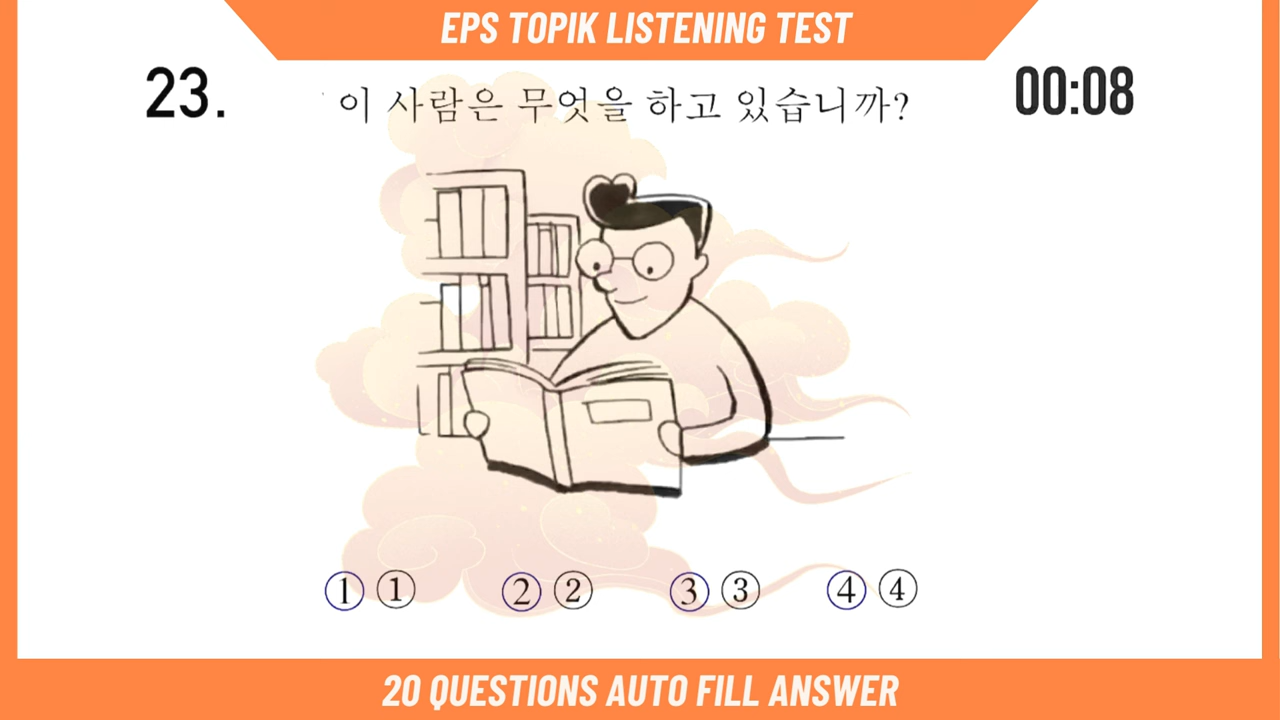 EPS TOPIK LISTENING TEST
23. 이 사람은 무엇을 하고 있습니까? 00:08
① ① ② ② ③ ③ ④ ④
20 QUESTIONS AUTO FILL ANSWER